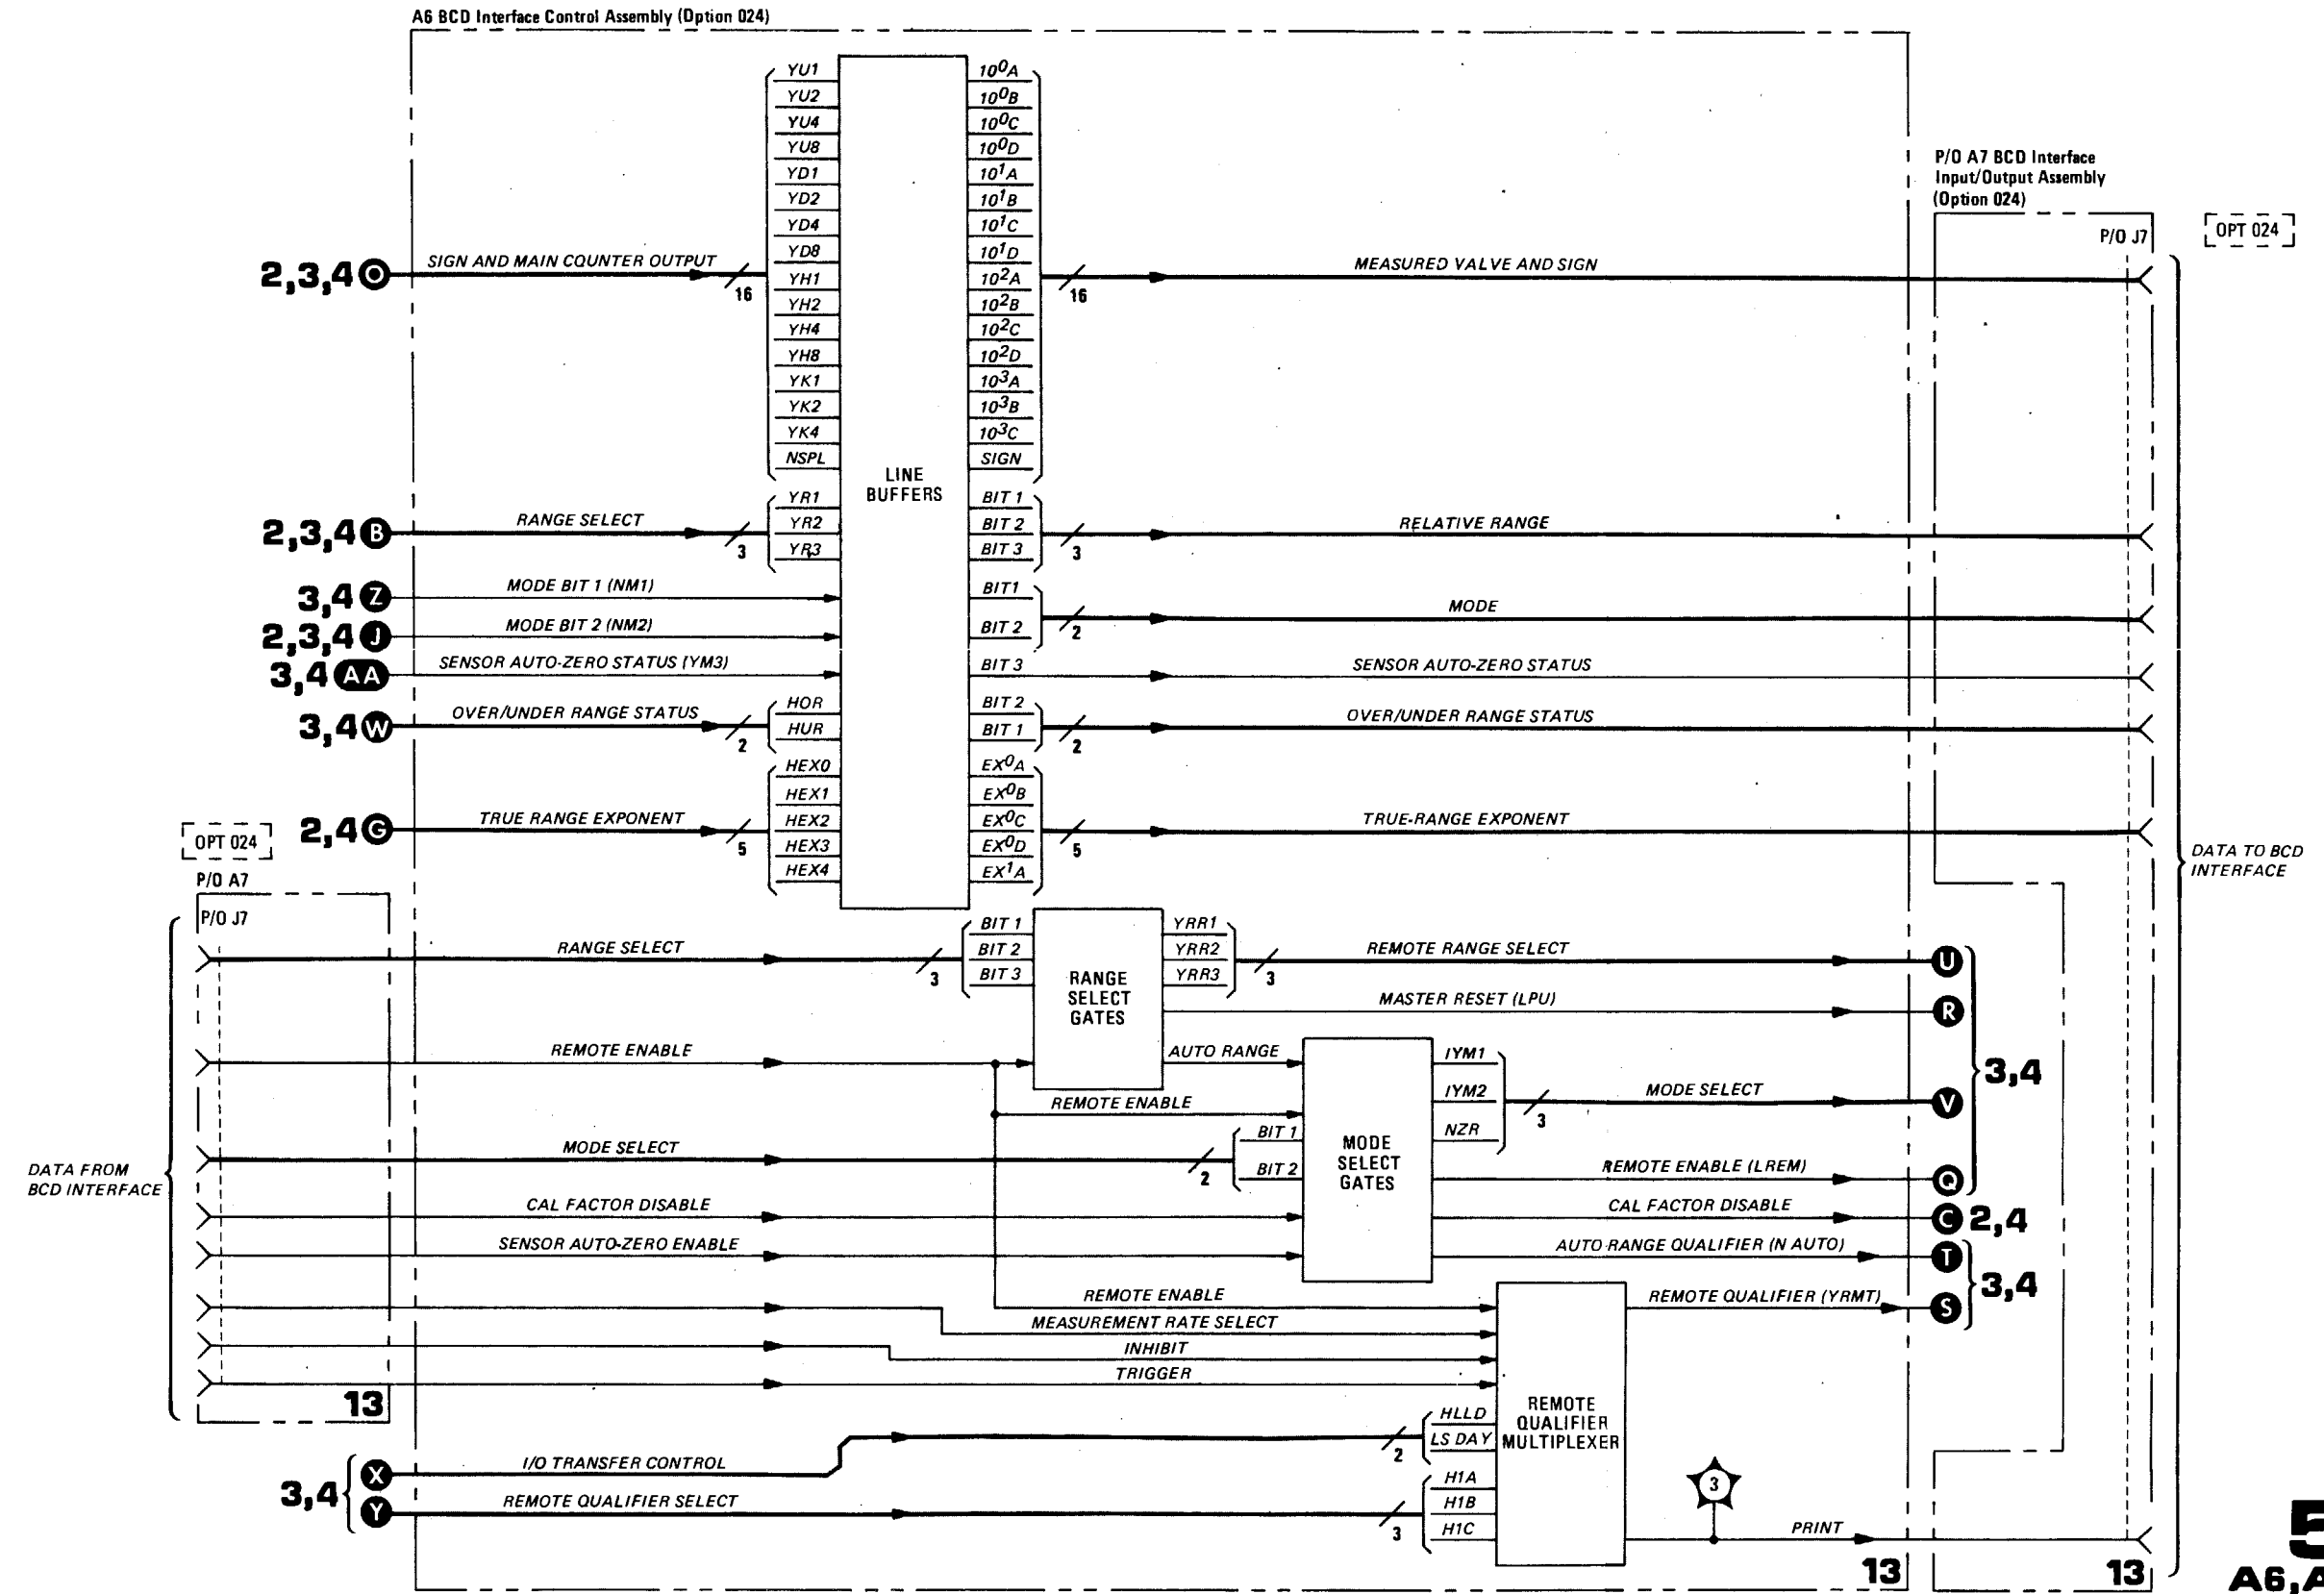 A6 BCD Interface Control Assembly (Option 024)
YU1
YU2
YU4
YU8
YD1
YD2
YD4
YD8
YH1
YH2
YH4
YH8
YK1
YK2
YK4
NSPL
LINE
BUFFERS
10⁰A
10⁰B
10⁰C
10⁰D
10¹A
10¹B
10¹C
10¹D
10²A
10²B
10²C
10²D
10³A
10³B
10³C
SIGN
P/O A7 BCD Interface
Input/Output Assembly
(Option 024)
P/O J7
OPT 024
2,3,4 O
SIGN AND MAIN COUNTER OUTPUT
16
16
MEASURED VALVE AND SIGN
2,3,4 B
RANGE SELECT
3
YR1
YR2
YR3
BIT 1
BIT 2
BIT 3
3
RELATIVE RANGE
3,4 Z
MODE BIT 1 (NM1)
2,3,4 J
MODE BIT 2 (NM2)
BIT1
BIT 2
2
MODE
3,4 AA
SENSOR AUTO-ZERO STATUS (YM3)
BIT 3
SENSOR AUTO-ZERO STATUS
3,4 W
OVER/UNDER RANGE STATUS
2
HOR
HUR
BIT 2
BIT 1
2
OVER/UNDER RANGE STATUS
2,4 G
TRUE RANGE EXPONENT
5
HEX0
HEX1
HEX2
HEX3
HEX4
EX⁰A
EX⁰B
EX⁰C
EX⁰D
EX¹A
5
TRUE-RANGE EXPONENT
DATA TO BCD
INTERFACE
OPT 024
P/O A7
P/O J7
RANGE SELECT
3
BIT 1
BIT 2
BIT 3
RANGE
SELECT
GATES
YRR1
YRR2
YRR3
3
REMOTE RANGE SELECT
U
MASTER RESET (LPU)
R
REMOTE ENABLE
AUTO RANGE
REMOTE ENABLE
IYM1
IYM2
NZR
3
MODE SELECT
V
3,4
DATA FROM
BCD INTERFACE
MODE SELECT
2
BIT 1
BIT 2
MODE
SELECT
GATES
REMOTE ENABLE (LREM)
Q
CAL FACTOR DISABLE
CAL FACTOR DISABLE
C 2,4
SENSOR AUTO-ZERO ENABLE
AUTO RANGE QUALIFIER (N AUTO)
T
REMOTE ENABLE
REMOTE QUALIFIER (YRMT)
S
3,4
MEASUREMENT RATE SELECT
INHIBIT
TRIGGER
13
HLLD
LS DAY
REMOTE
QUALIFIER
MULTIPLEXER
2
I/O TRANSFER CONTROL
3,4
X
Y
REMOTE QUALIFIER SELECT
3
H1A
H1B
H1C
3
PRINT
13
13
5